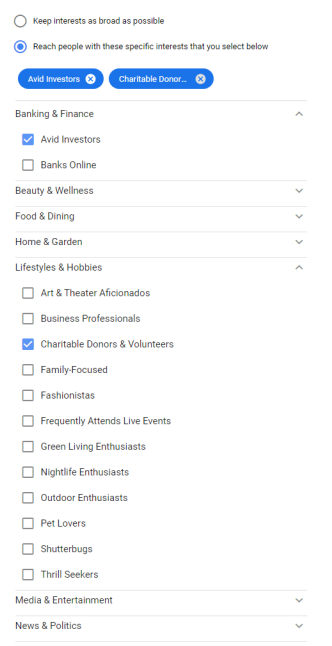 Keep interests as broad as possible
Reach people with these specific interests that you select below
Avid Investors
Charitable Donor...
Banking & Finance
Avid Investors
Banks Online
Beauty & Wellness
Food & Dining
Home & Garden
Lifestyles & Hobbies
Art & Theater Aficionados
Business Professionals
Charitable Donors & Volunteers
Family-Focused
Fashionistas
Frequently Attends Live Events
Green Living Enthusiasts
Nightlife Enthusiasts
Outdoor Enthusiasts
Pet Lovers
Shutterbugs
Thrill Seekers
Media & Entertainment
News & Politics